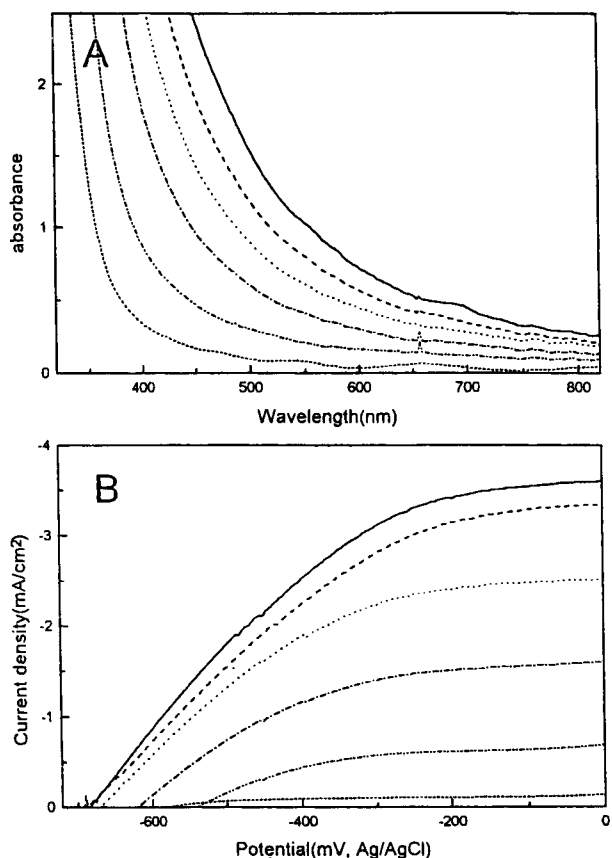 A
2
1
0
absorbance
400 500 600 700 800
Wavelength(nm)
B
-4
-3
-2
-1
0
Current density(mA/cm²)
-600 -400 -200 0
Potential(mV, Ag/AgCl)